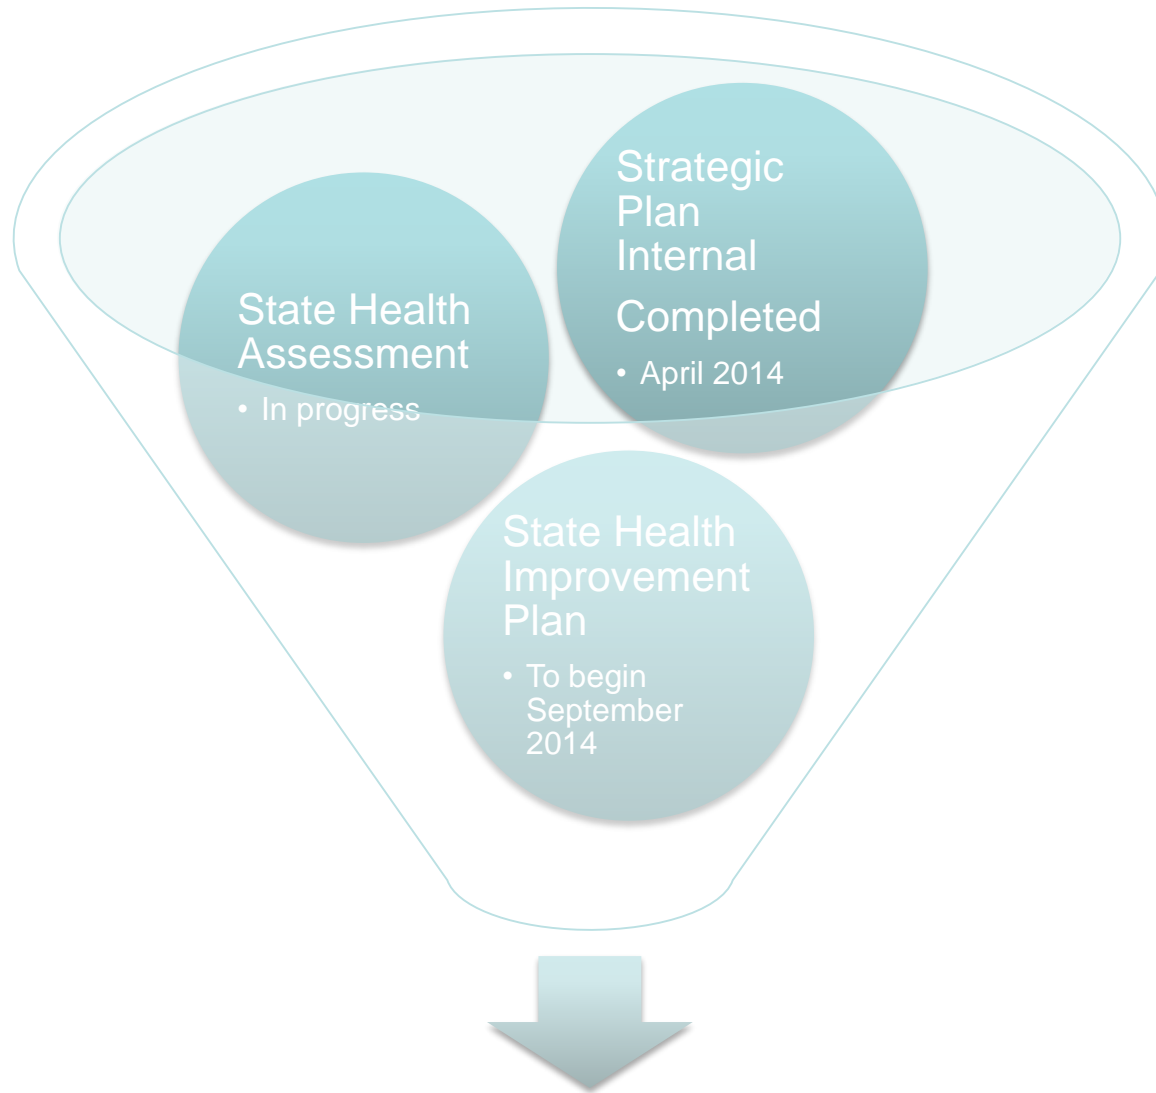 State Health
Assessment
• In progress
Strategic
Plan
Internal
Completed
• April 2014
State Health
Improvement
Plan
• To begin
September
2014